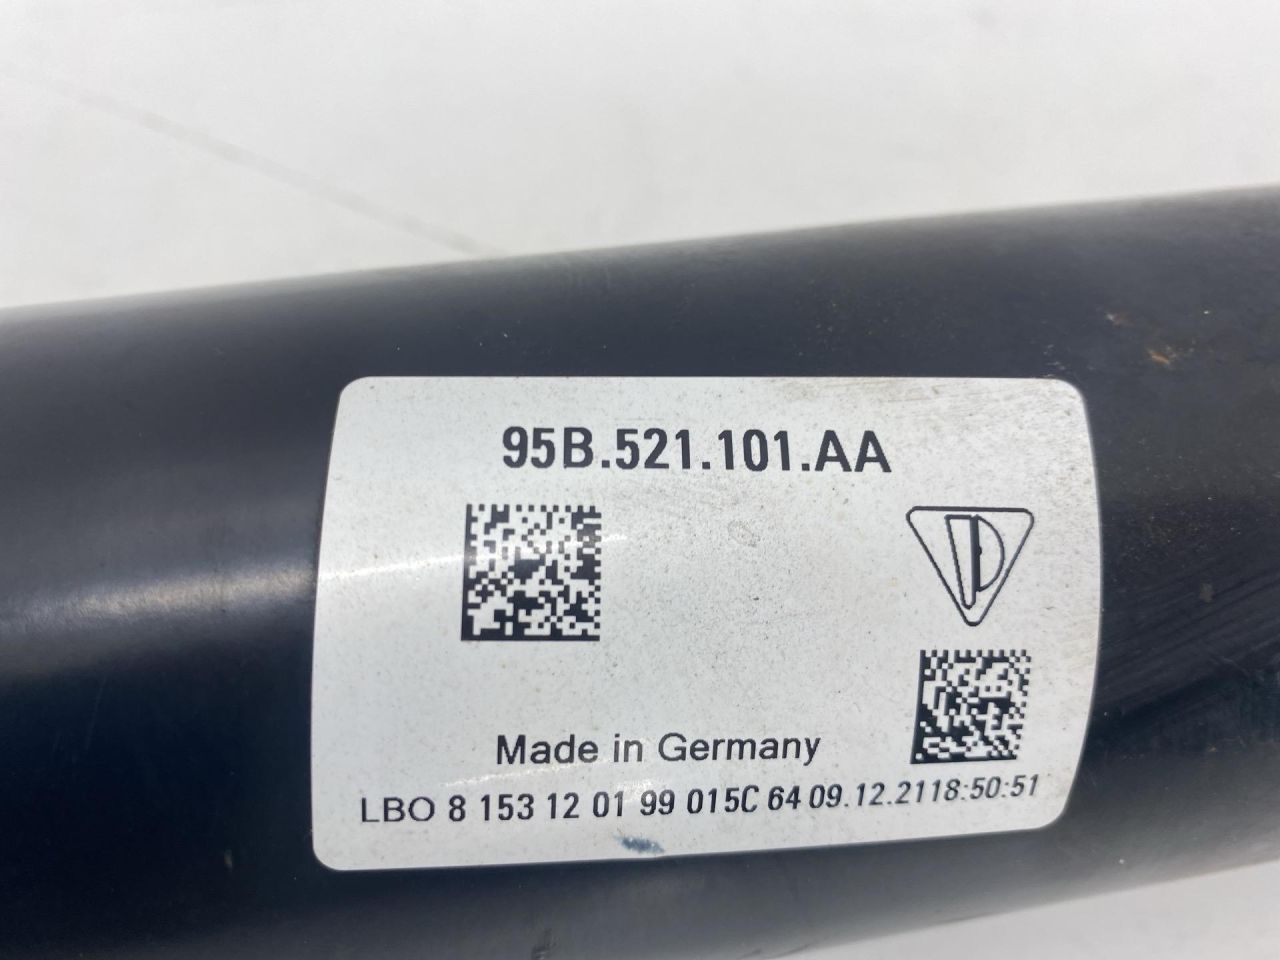 95B.521.101.AA
Made in Germany
LBO 8 153 12 01 99 015C 64 09.12.2118:50:51